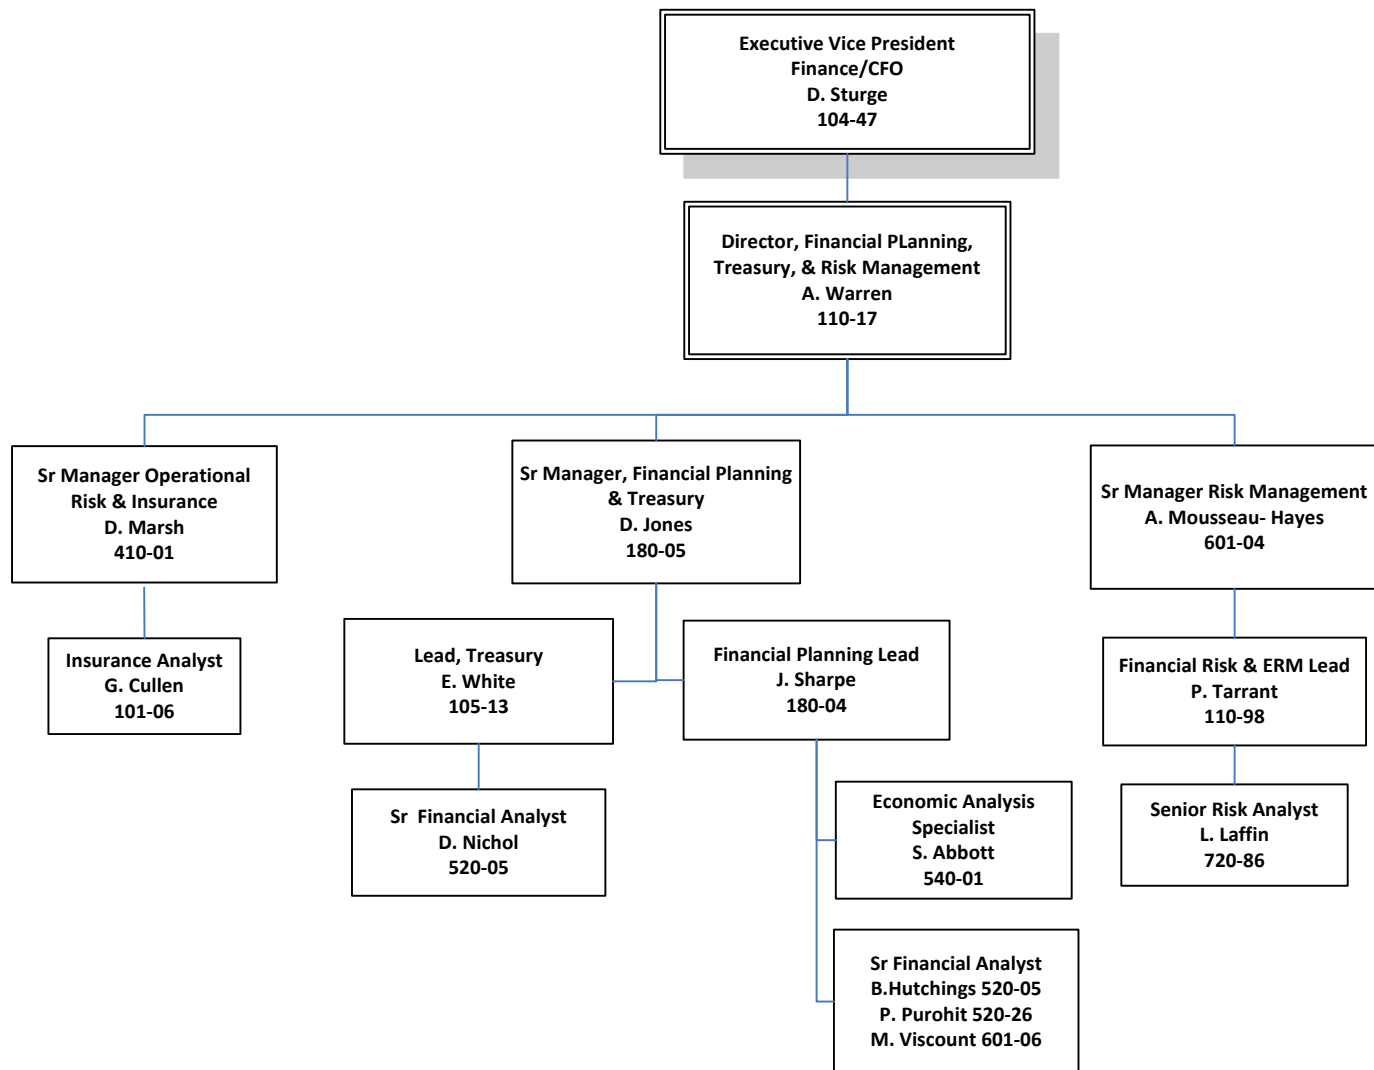 Executive Vice President
Finance/CFO
D. Sturge
104-47
Director, Financial PLanning,
Treasury, & Risk Management
A. Warren
110-17
Sr Manager Operational
Risk & Insurance
D. Marsh
410-01
Sr Manager, Financial Planning
& Treasury
D. Jones
180-05
Sr Manager Risk Management
A. Mousseau- Hayes
601-04
Insurance Analyst
G. Cullen
101-06
Lead, Treasury
E. White
105-13
Financial Planning Lead
J. Sharpe
180-04
Financial Risk & ERM Lead
P. Tarrant
110-98
Sr  Financial Analyst
D. Nichol
520-05
Economic Analysis
Specialist
S. Abbott
540-01
Senior Risk Analyst
L. Laffin
720-86
Sr Financial Analyst
B.Hutchings 520-05
P. Purohit 520-26
M. Viscount 601-06